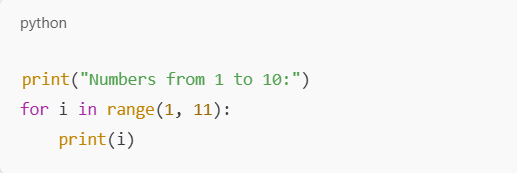 python
print("Numbers from 1 to 10:")
for i in range(1, 11):
    print(i)